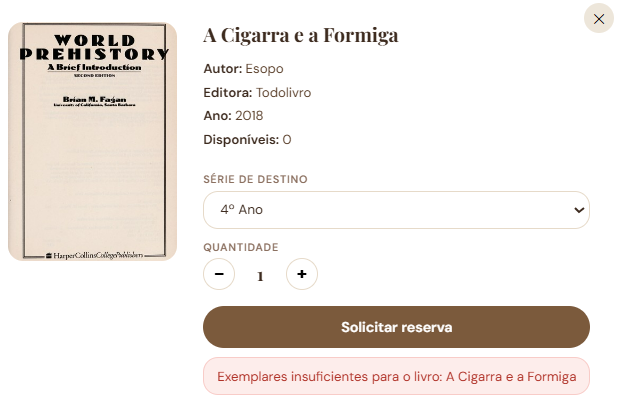 WORLD
PREHISTORY
A Brief Introduction
SECOND EDITION
Brian M. Fagan
University of California, Santa Barbara
HarperCollinsCollegePublishers
A Cigarra e a Formiga
Autor: Esopo
Editora: Todolivro
Ano: 2018
Disponíveis: 0
SÉRIE DE DESTINO
4º Ano
QUANTIDADE
− 1 +
Solicitar reserva
Exemplares insuficientes para o livro: A Cigarra e a Formiga